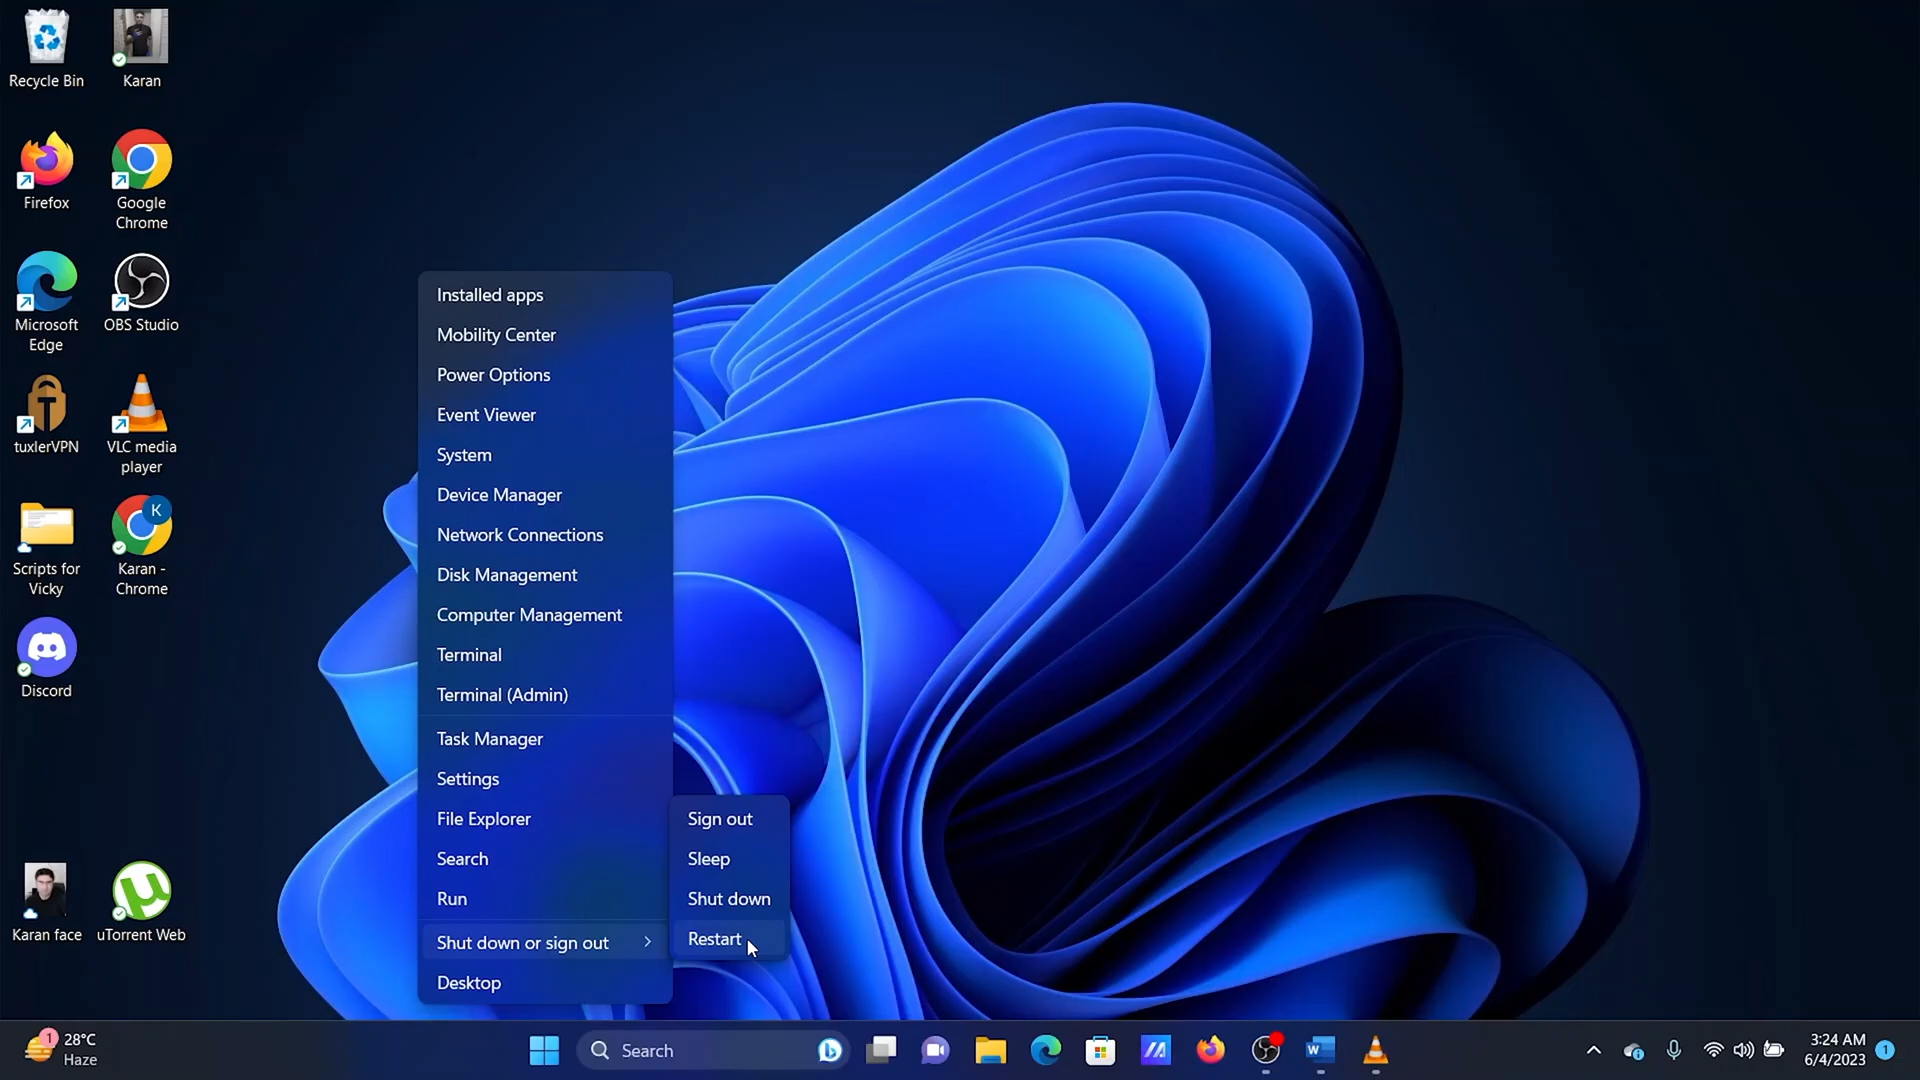 Recycle Bin
Karan
Firefox
Google
Chrome
Microsoft
Edge
OBS Studio
tuxlerVPN
VLC media
player
Scripts for
Vicky
K
Karan -
Chrome
Discord
Karan face
uTorrent Web
Installed apps
Mobility Center
Power Options
Event Viewer
System
Device Manager
Network Connections
Disk Management
Computer Management
Terminal
Terminal (Admin)
Task Manager
Settings
File Explorer
Search
Run
Shut down or sign out
Desktop
Sign out
Sleep
Shut down
Restart
1
28°C
Haze
Search
W
3:24 AM
6/4/2023
1